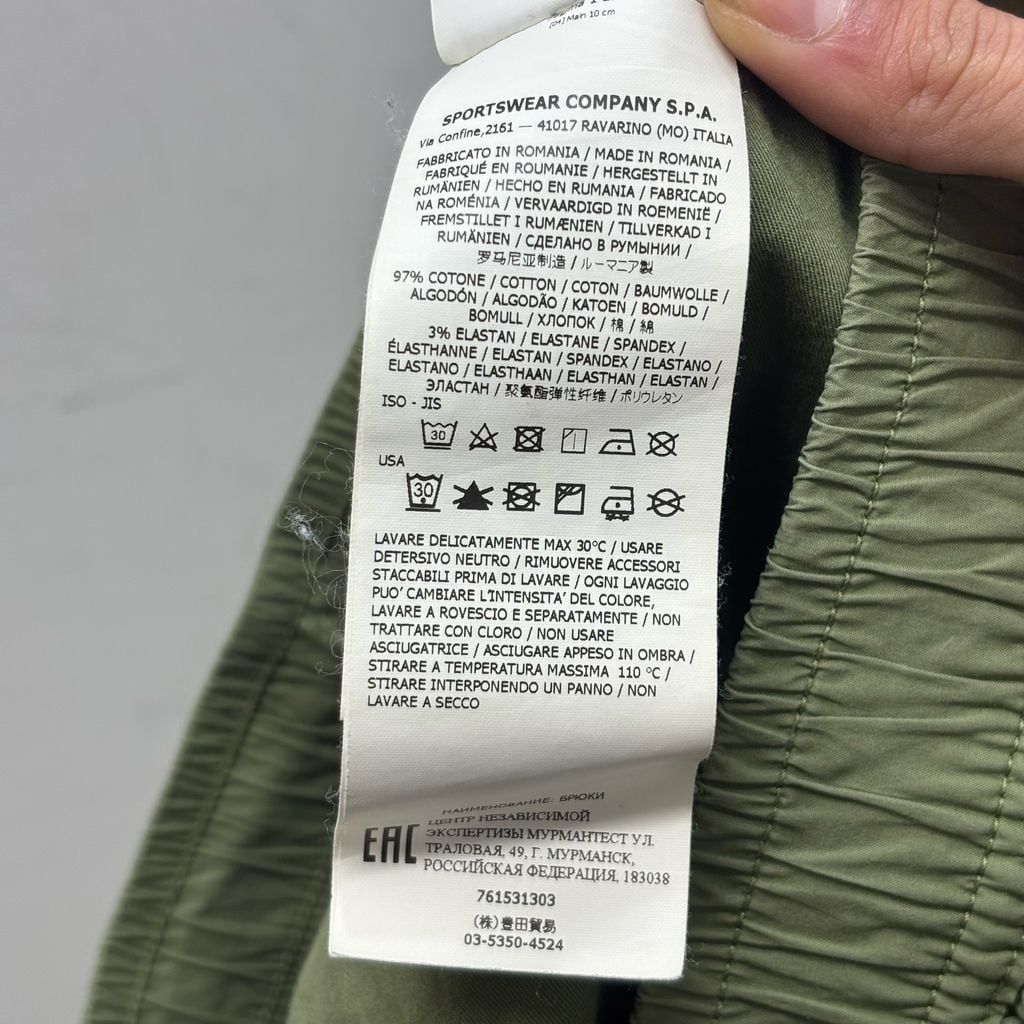 (04) Main 10 cm
SPORTSWEAR COMPANY S.P.A.
Via Confine,2161 — 41017 RAVARINO (MO) ITALIA
FABBRICATO IN ROMANIA / MADE IN ROMANIA /
FABRIQUÉ EN ROUMANIE / HERGESTELLT IN
RUMÄNIEN / HECHO EN RUMANIA / FABRICADO
NA ROMÉNIA / VERVAARDIGD IN ROEMENIË /
FREMSTILLET I RUMÆNIEN / TILLVERKAD I
RUMÄNIEN / СДЕЛАНО В РУМЫНИИ /
罗马尼亚制造 / ルーマニア製
97% COTONE / COTTON / COTON / BAUMWOLLE /
ALGODÓN / ALGODÃO / KATOEN / BOMULD /
BOMULL / ХЛОПОК / 棉 / 綿
3% ELASTAN / ELASTANE / SPANDEX /
ÉLASTHANNE / ELASTAN / SPANDEX / ELASTANO /
ELASTANO / ELASTHAAN / ELASTHAN / ELASTAN /
ЭЛАСТАН / 聚氨酯弹性纤维 / ポリウレタン
ISO - JIS
30
USA
30
LAVARE DELICATAMENTE MAX 30°C / USARE
DETERSIVO NEUTRO / RIMUOVERE ACCESSORI
STACCABILI PRIMA DI LAVARE / OGNI LAVAGGIO
PUO' CAMBIARE L'INTENSITA' DEL COLORE,
LAVARE A ROVESCIO E SEPARATAMENTE / NON
TRATTARE CON CLORO / NON USARE
ASCIUGATRICE / ASCIUGARE APPESO IN OMBRA /
STIRARE A TEMPERATURA MASSIMA 110 °C /
STIRARE INTERPONENDO UN PANNO / NON
LAVARE A SECCO
НАИМЕНОВАНИЕ: БРЮКИ
EAC ЦЕНТР НЕЗАВИСИМОЙ
ЭКСПЕРТИЗЫ МУРМАНТЕСТ УЛ.
ТРАЛОВАЯ, 49, Г. МУРМАНСК,
РОССИЙСКАЯ ФЕДЕРАЦИЯ, 183038
761531303
(株)豊田貿易
03-5350-4524